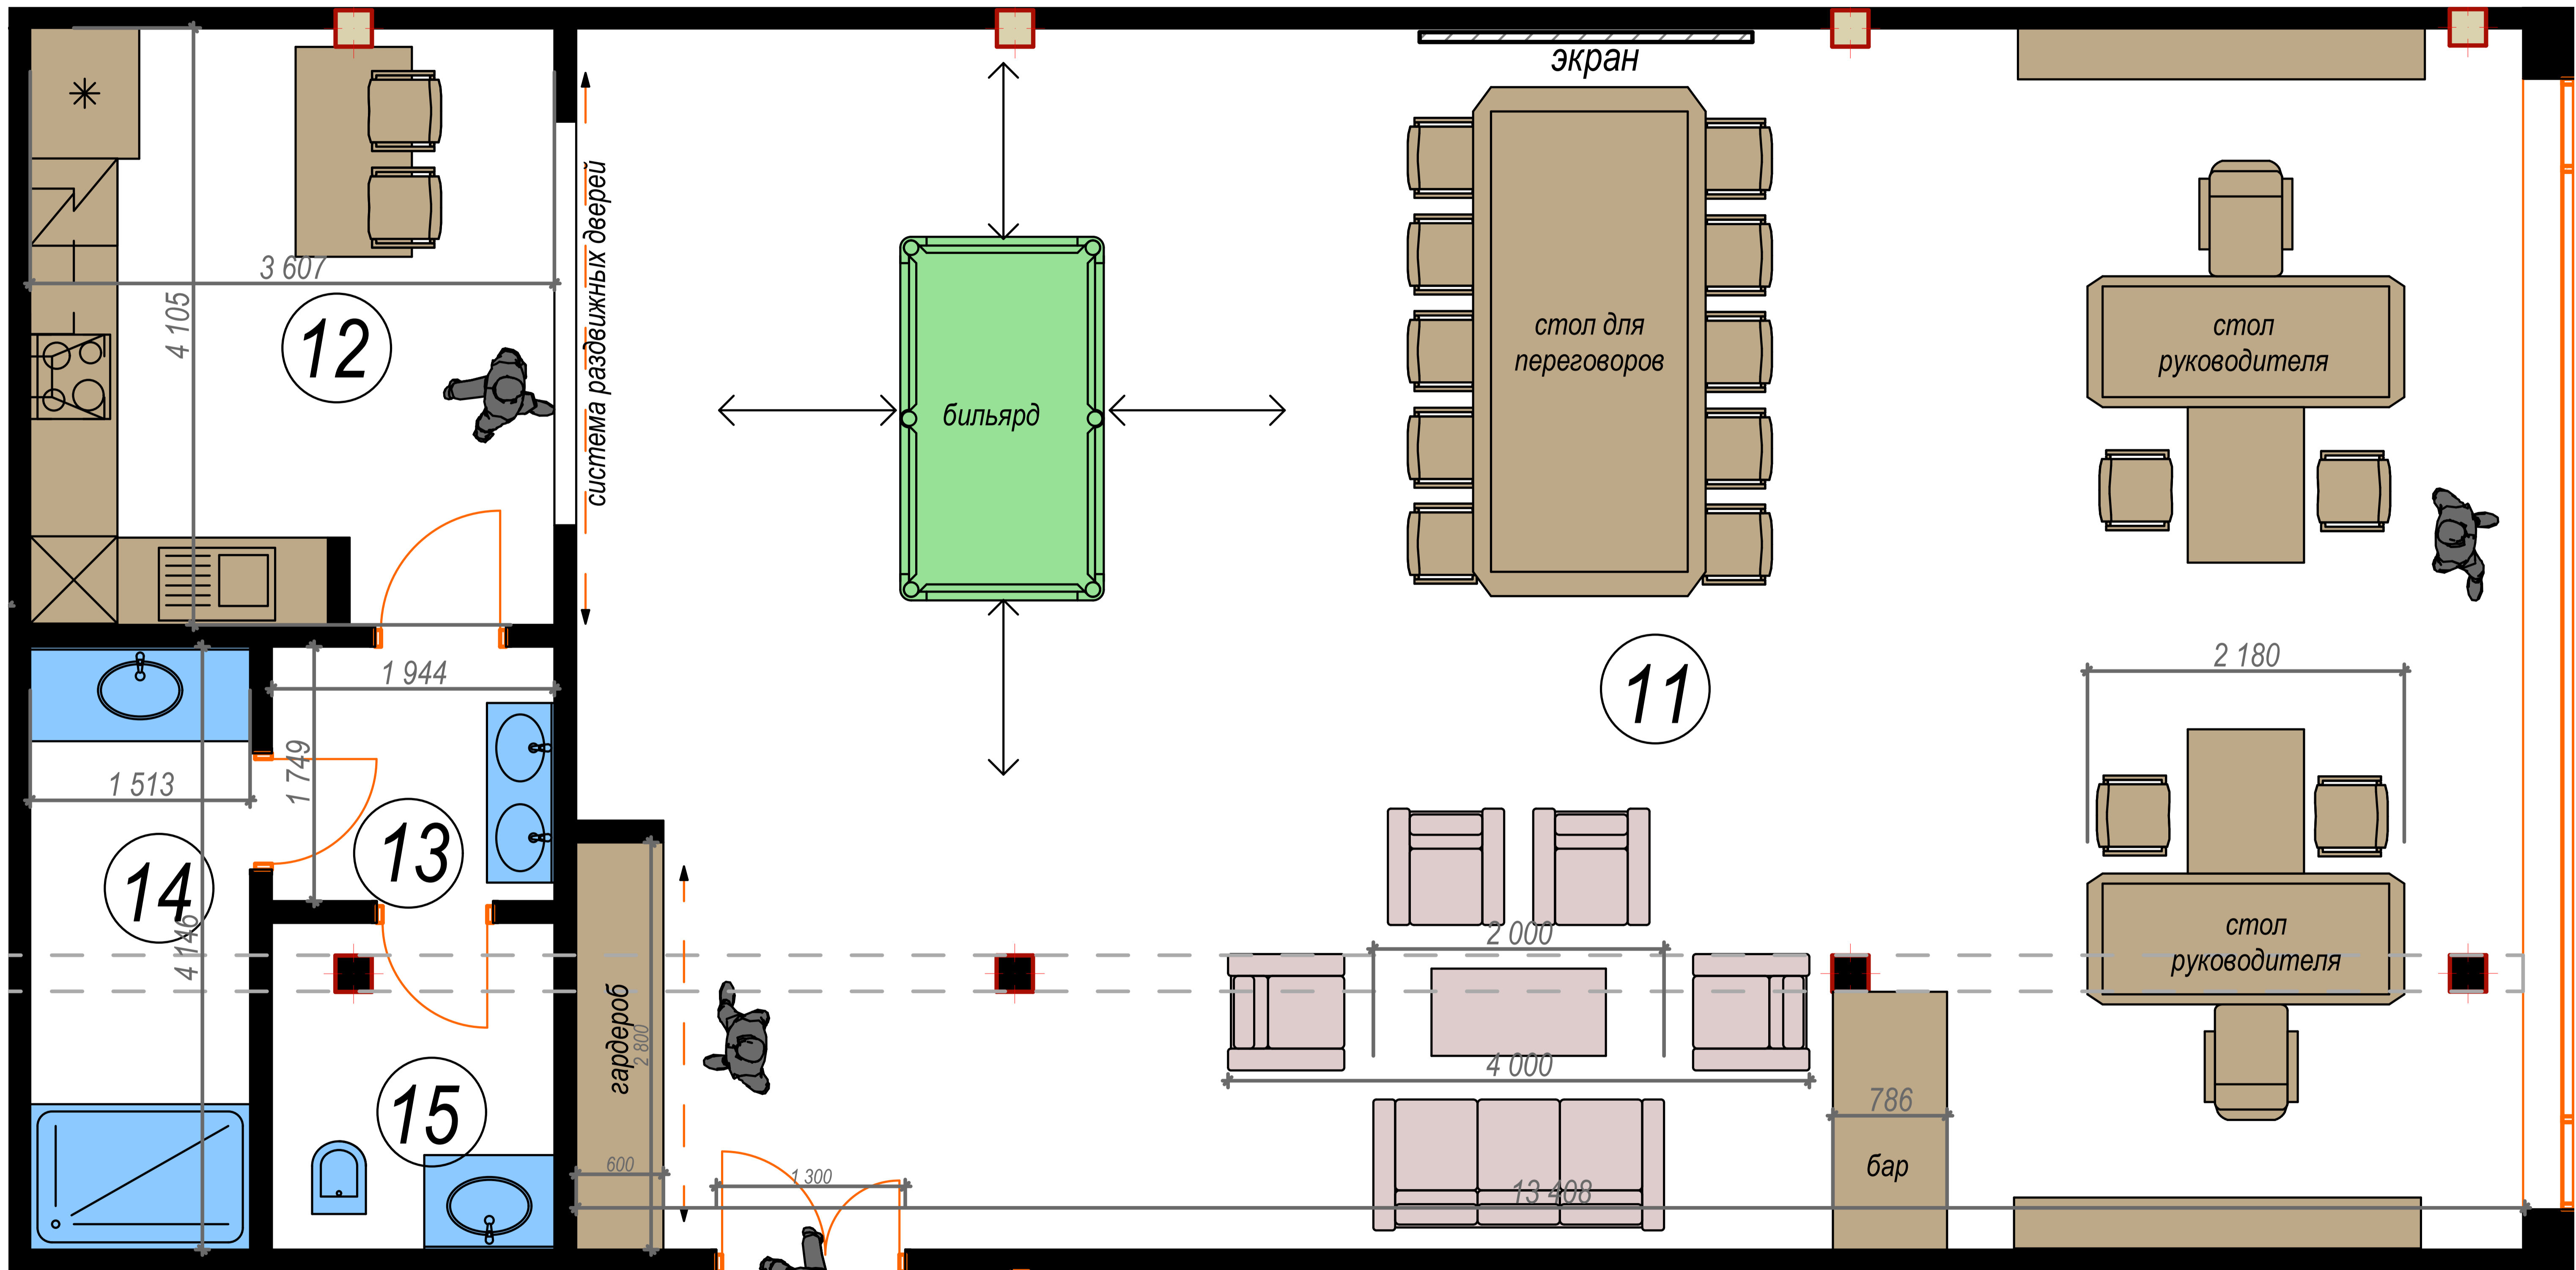 экран
3 607
4 105
12
система раздвижных дверей
бильярд
стол для
переговоров
стол
руководителя
11
2 180
1 944
1 749
1 513
13
14
4 146
15
гардероб
2 800
600
1 300
13 408
2 000
4 000
786
бар
стол
руководителя